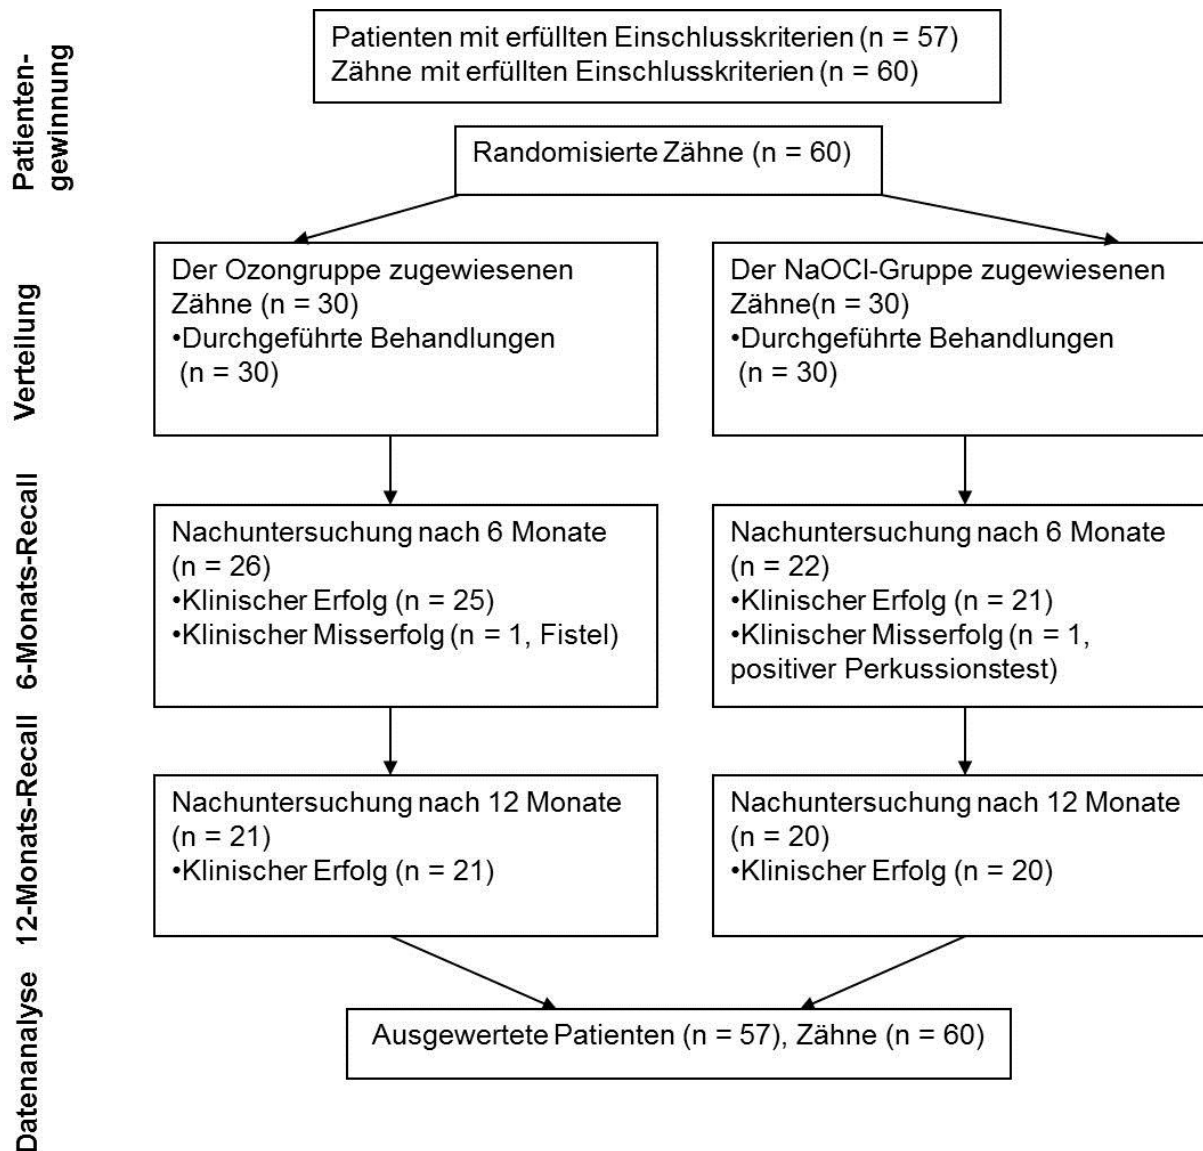 Patienten-
gewinnung
Patienten mit erfüllten Einschlusskriterien (n = 57)
Zähne mit erfüllten Einschlusskriterien (n = 60)
Randomisierte Zähne (n = 60)
Verteilung
Der Ozongruppe zugewiesenen
Zähne (n = 30)
•Durchgeführte Behandlungen
(n = 30)
Der NaOCl-Gruppe zugewiesenen
Zähne(n = 30)
•Durchgeführte Behandlungen
(n = 30)
6-Monats-Recall
Nachuntersuchung nach 6 Monate
(n = 26)
•Klinischer Erfolg (n = 25)
•Klinischer Misserfolg (n = 1, Fistel)
Nachuntersuchung nach 6 Monate
(n = 22)
•Klinischer Erfolg (n = 21)
•Klinischer Misserfolg (n = 1,
positiver Perkussionstest)
12-Monats-Recall
Nachuntersuchung nach 12 Monate
(n = 21)
•Klinischer Erfolg (n = 21)
Nachuntersuchung nach 12 Monate
(n = 20)
•Klinischer Erfolg (n = 20)
Datenanalyse
Ausgewertete Patienten (n = 57), Zähne (n = 60)